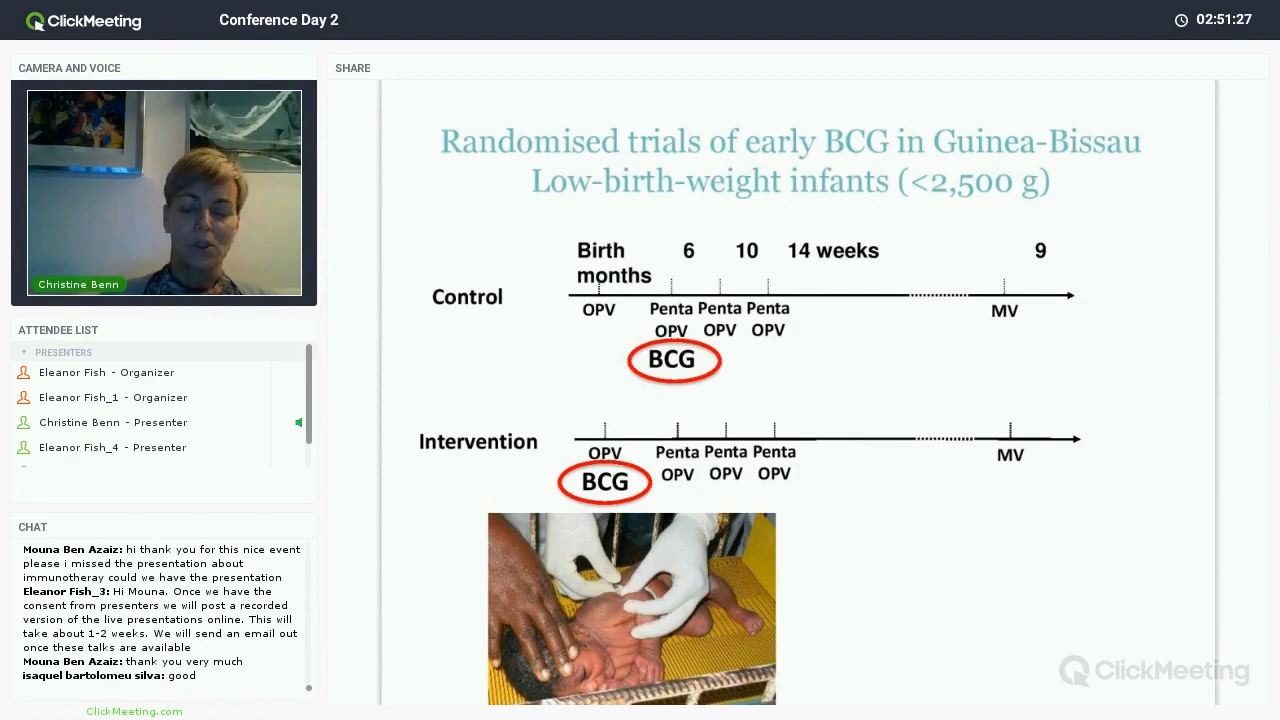 ClickMeeting
Conference Day 2
02:51:27
CAMERA AND VOICE
Christine Benn
ATTENDEE LIST
PRESENTERS
Eleanor Fish - Organizer
Eleanor Fish_1 - Organizer
Christine Benn - Presenter
Eleanor Fish_4 - Presenter
CHAT
Mouna Ben Azaiz: hi thank you for this nice event
please i missed the presentation about
immunotheray could we have the presentation
Eleanor Fish_3: Hi Mouna. Once we have the
consent from presenters we will post a recorded
version of the live presentations online. This will
take about 1-2 weeks. We will send an email out
once these talks are available
Mouna Ben Azaiz: thank you very much
isaquel bartolomeu silva: good
ClickMeeting.com
SHARE
Randomised trials of early BCG in Guinea-Bissau
Low-birth-weight infants (<2,500 g)
Birth 6 10 14 weeks 9
months
Control
OPV Penta Penta Penta MV
OPV OPV OPV
BCG
Intervention
OPV Penta Penta Penta MV
OPV OPV OPV
BCG
ClickMeeting